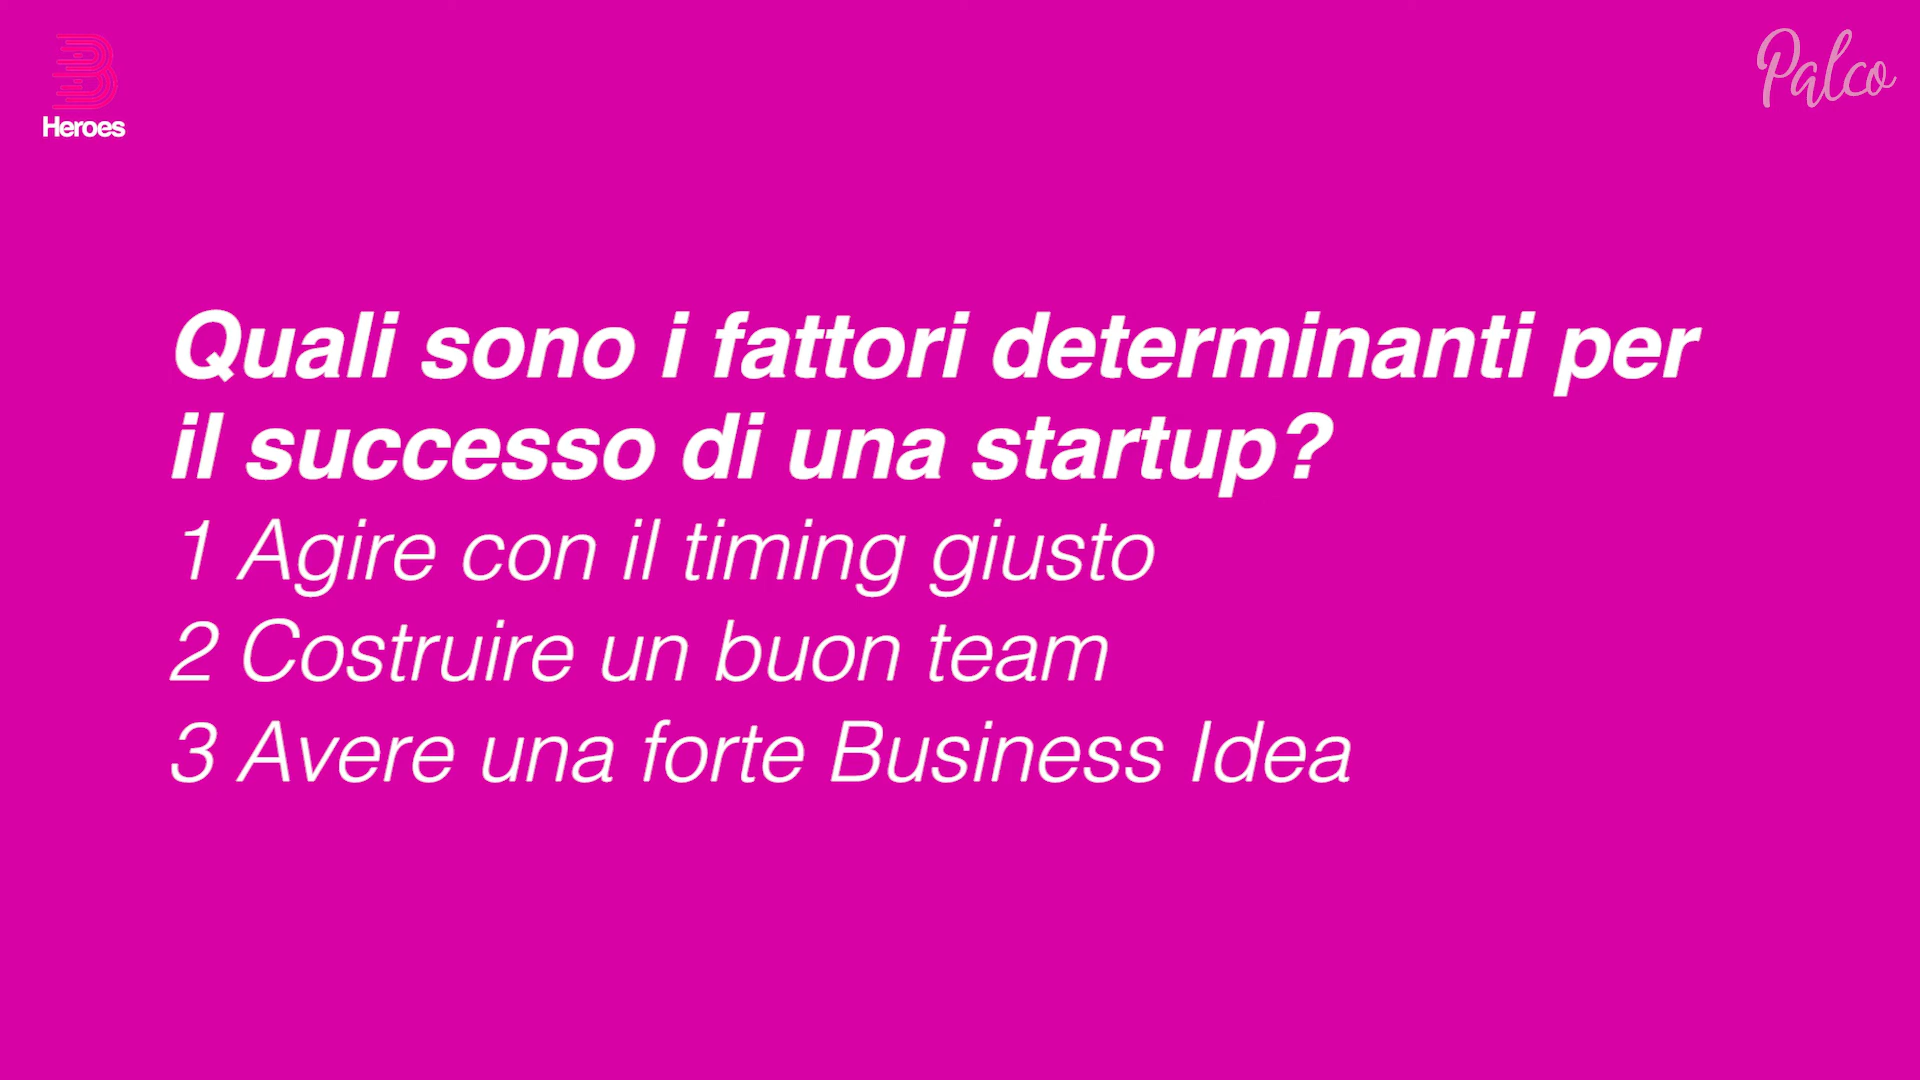 Heroes
Palco
Quali sono i fattori determinanti per
il successo di una startup?
1 Agire con il timing giusto
2 Costruire un buon team
3 Avere una forte Business Idea